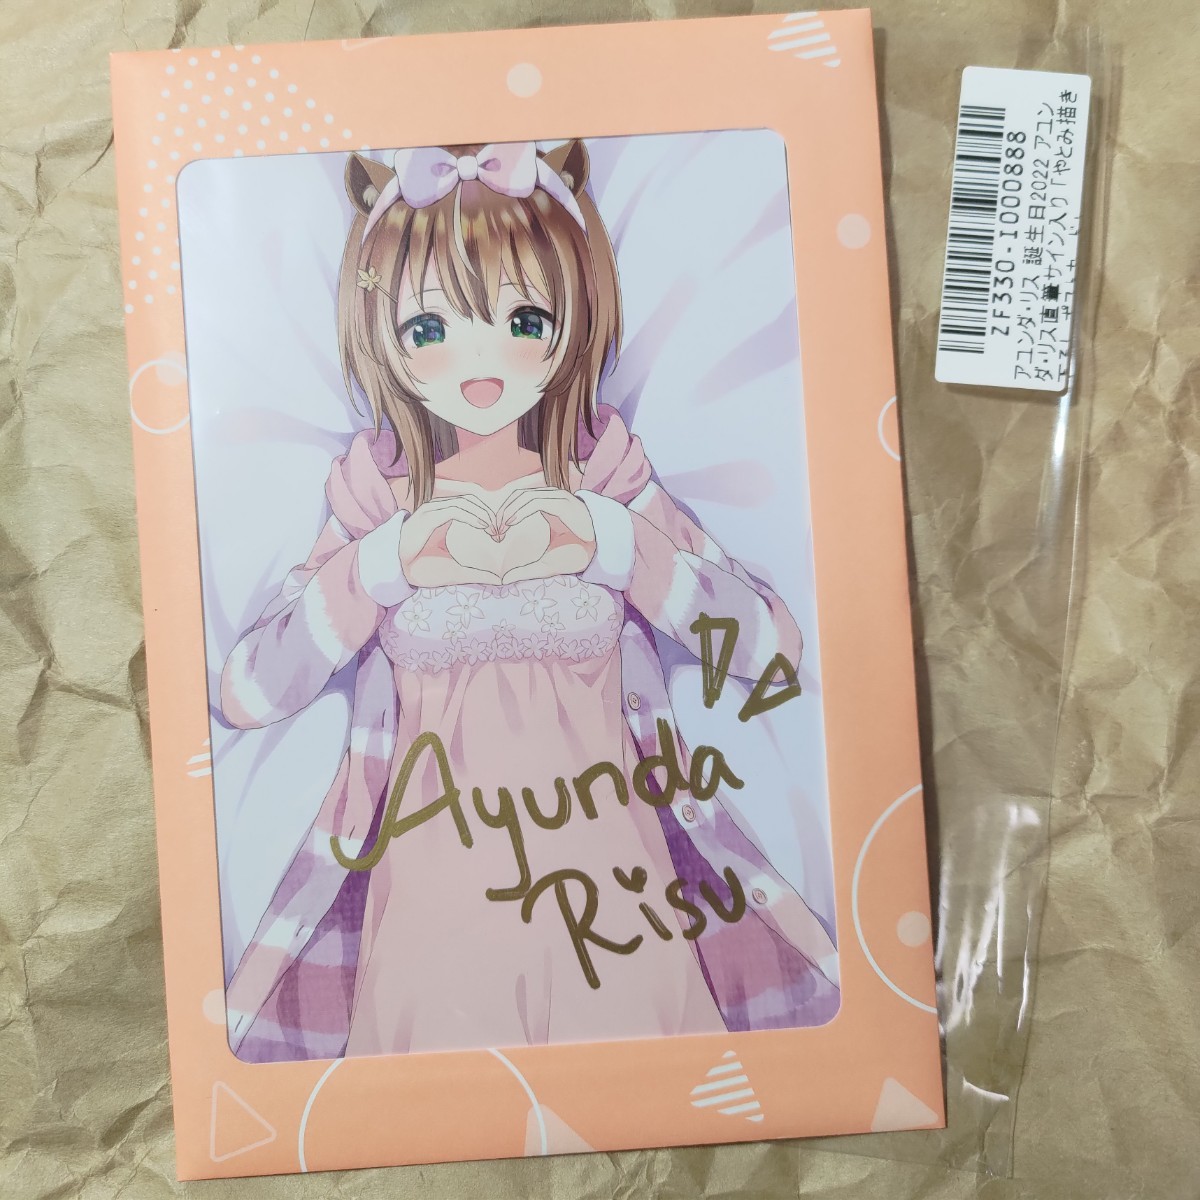 Ayunda
Risu
ZF330-I000888
アユンダ・リス 誕生日2022 アユン
ダ・リス直筆サイン入り「やとみ描き